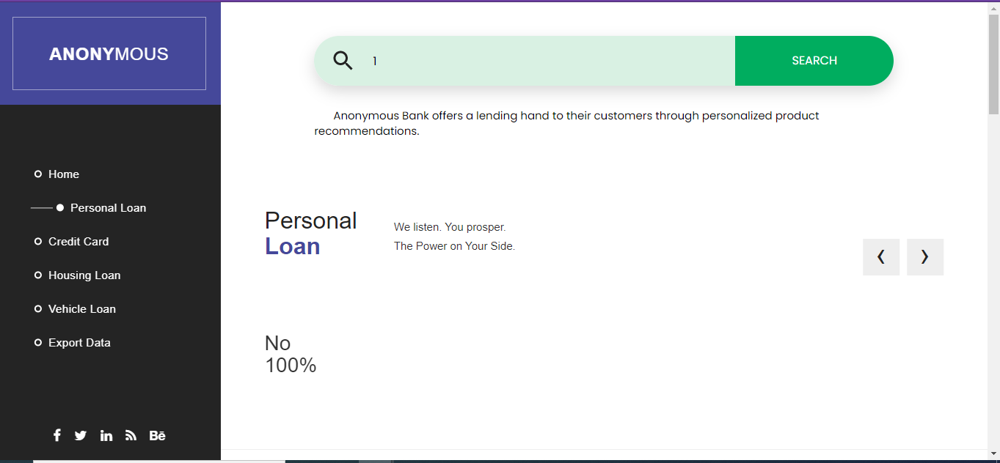 ANONYMOUS
Home
Personal Loan
Credit Card
Housing Loan
Vehicle Loan
Export Data
1
SEARCH
Anonymous Bank offers a lending hand to their customers through personalized product
recommendations.
Personal
Loan
We listen. You prosper.
The Power on Your Side.
No
100%